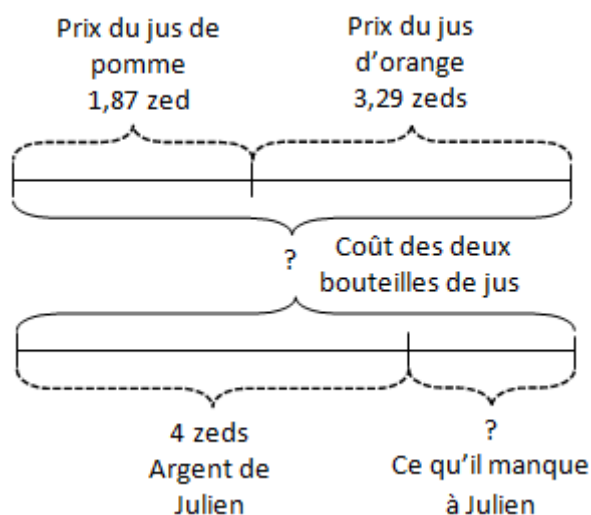 Prix du jus de
pomme
1,87 zed
Prix du jus
d'orange
3,29 zeds
?
Coût des deux
bouteilles de jus
4 zeds
Argent de
Julien
?
Ce qu'il manque
à Julien